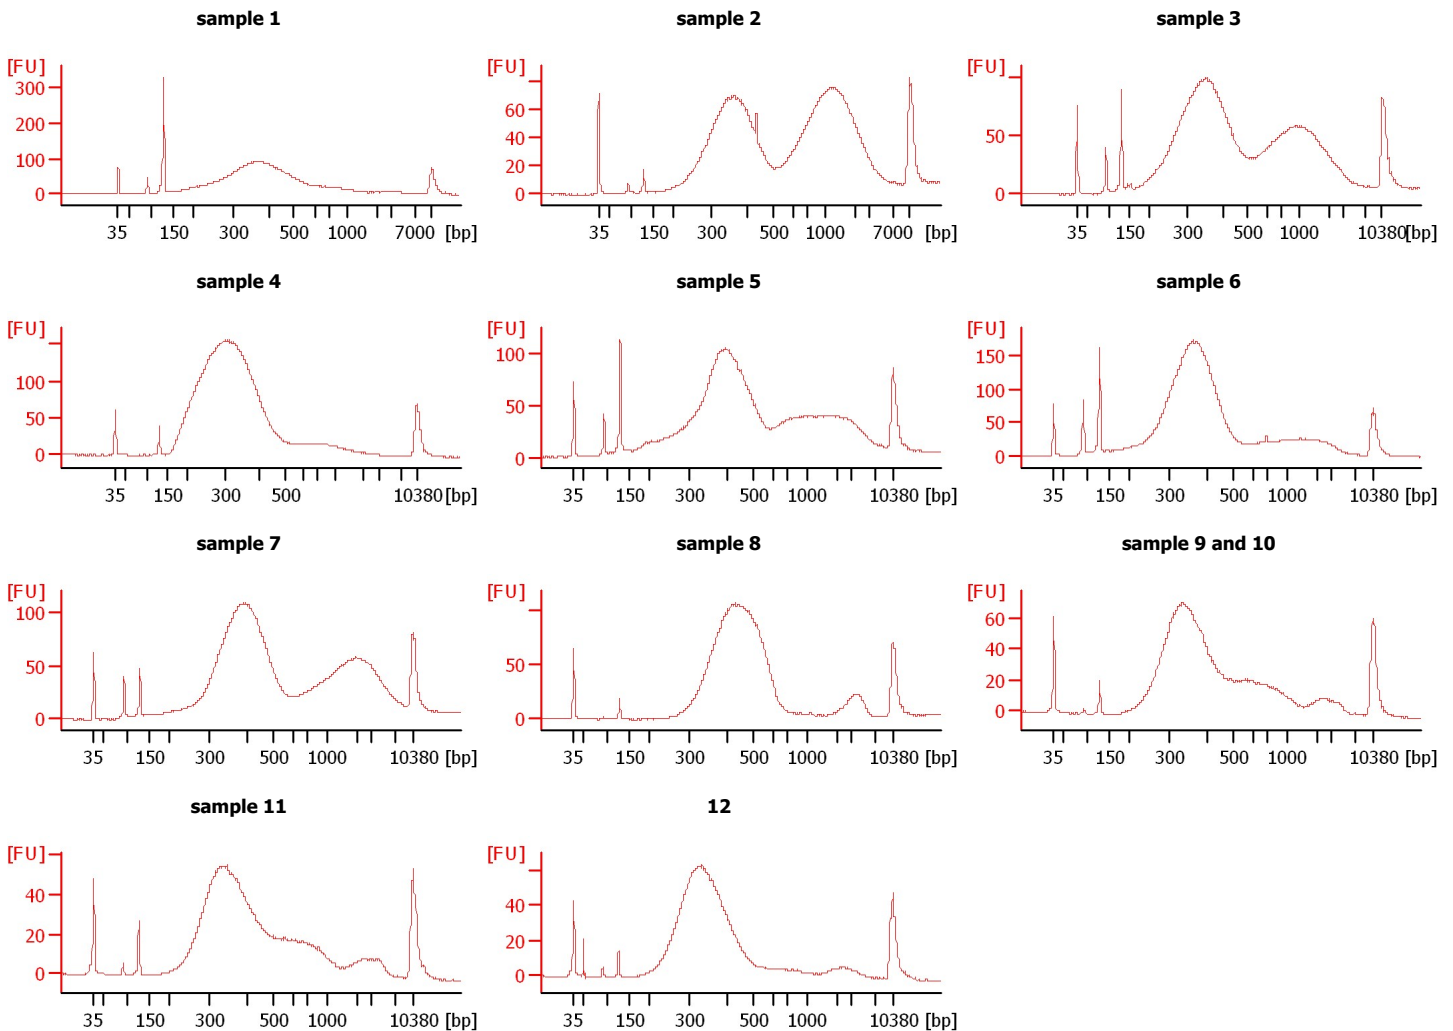 sample 1
sample 2
sample 3
[FU]
300
200
100
0
35 150 300 500 1000 7000 [bp]
[FU]
60
40
20
0
35 150 300 500 1000 7000 [bp]
[FU]
50
0
35 150 300 500 1000 10380[bp]
sample 4
sample 5
sample 6
[FU]
100
50
0
35 150 300 500 10380 [bp]
[FU]
100
50
0
35 150 300 500 1000 10380 [bp]
[FU]
150
100
50
0
35 150 300 500 1000 10380 [bp]
sample 7
sample 8
sample 9 and 10
[FU]
100
50
0
35 150 300 500 1000 10380 [bp]
[FU]
50
0
35 150 300 500 1000 10380 [bp]
[FU]
60
40
20
0
35 150 300 500 1000 10380 [bp]
sample 11
12
[FU]
40
20
0
35 150 300 500 1000 10380 [bp]
[FU]
40
20
0
35 150 300 500 1000 10380 [bp]